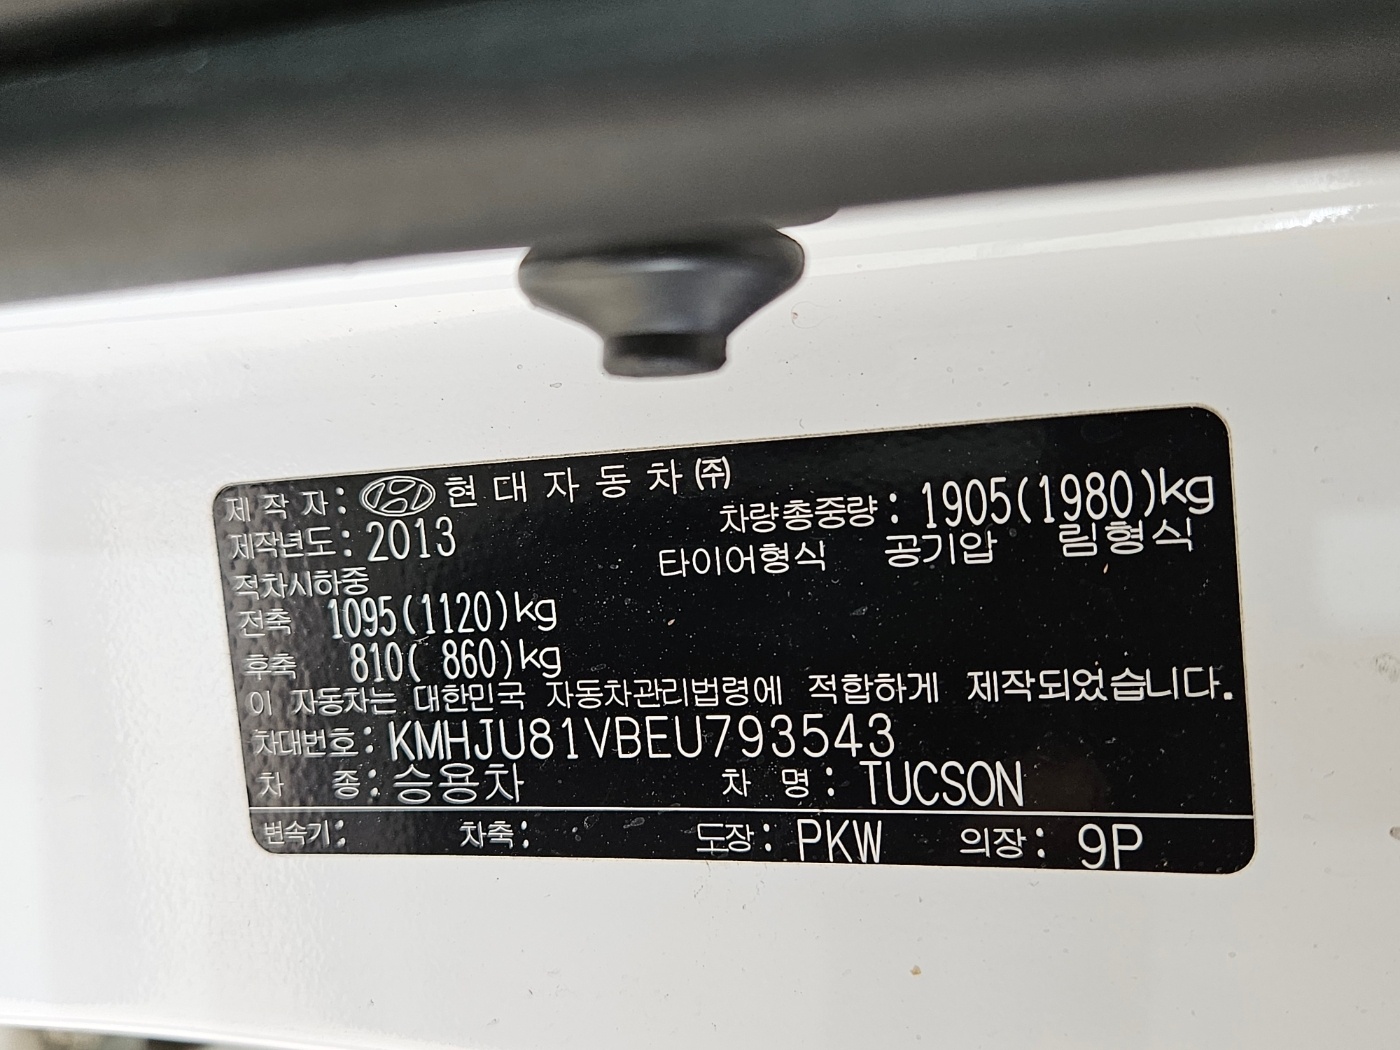 제 작 자 : 현 대 자 동 차 ㈜
제작년도 : 2013
차량총중량 : 1905(1980)kg
적차시하중 타이어형식 공기압 림형식
전축 1095(1120)kg
후축 810( 860)kg
이 자동차는 대한민국 자동차관리법령에 적합하게 제작되었습니다.
차대번호 : KMHJU81VBEU793543
차 종 : 승용차 차 명 : TUCSON
변속기 : 차축 : 도장 : PKW 의장 : 9P